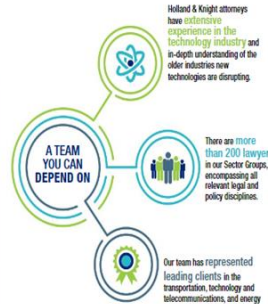 Holland & Knight attorneys
have extensive
experience in the
technology industry and
in-depth understanding of the
older industries new
technologies are disrupting.
A TEAM
YOU CAN
DEPEND ON
There are more
than 200 lawyer
in our Sector Groups,
encompassing all
relevant legal and
policy disciplines.
Our team has represented
leading clients in the
transportation, technology and
telecommunications, and energy